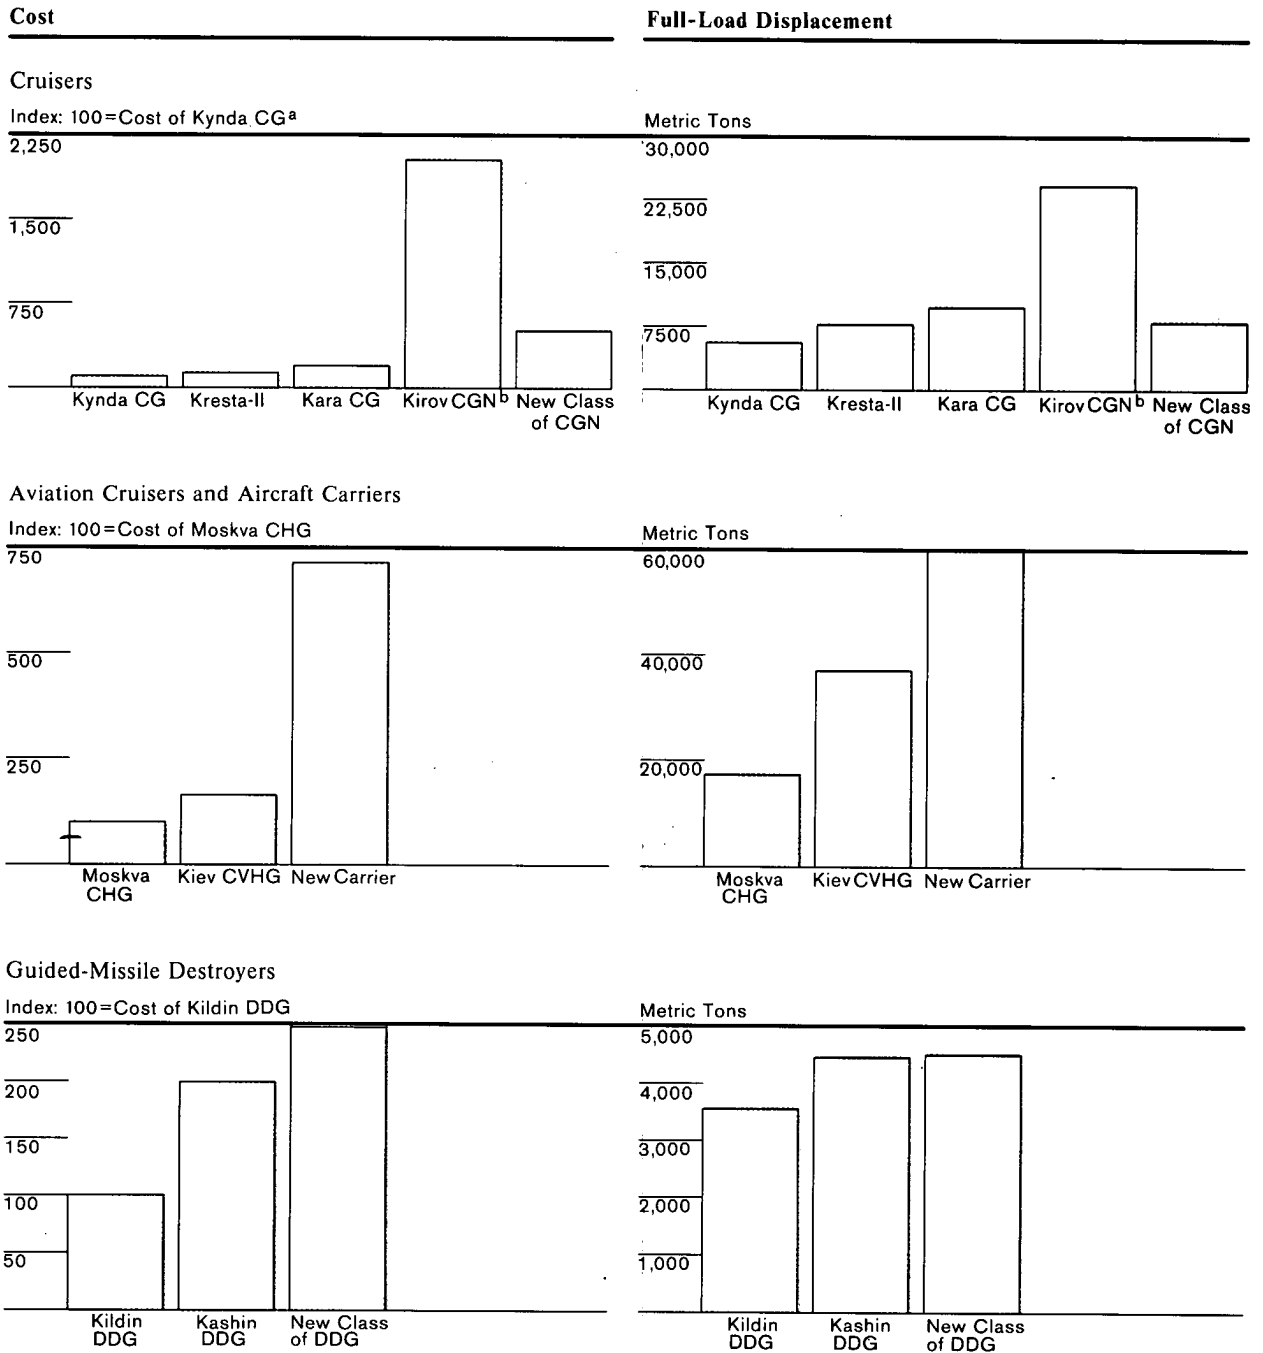 Cost
Full-Load Displacement
Cruisers
Index: 100=Cost of Kynda CGᵃ
Metric Tons
2,250
1,500
750
Kynda CG Kresta-II Kara CG Kirov CGNᵇ New Class
of CGN
30,000
22,500
15,000
7500
Kynda CG Kresta-II Kara CG Kirov CGNᵇ New Class
of CGN
Aviation Cruisers and Aircraft Carriers
Index: 100=Cost of Moskva CHG
Metric Tons
750
500
250
Moskva Kiev CVHG New Carrier
CHG
60,000
40,000
20,000
Moskva Kiev CVHG New Carrier
CHG
Guided-Missile Destroyers
Index: 100=Cost of Kildin DDG
Metric Tons
250
200
150
100
50
Kildin Kashin New Class
DDG DDG of DDG
5,000
4,000
3,000
2,000
1,000
Kildin Kashin New Class
DDG DDG of DDG